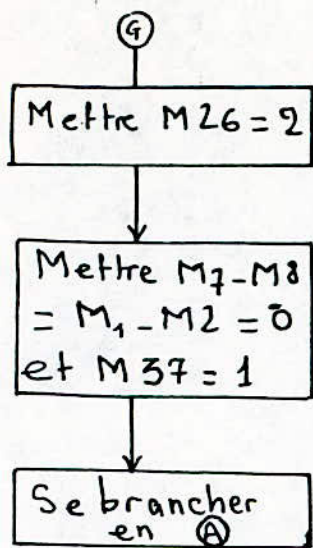 G
Mettre M26 = 2
Mettre M7-M8
= M1-M2 = 0
et M37 = 1
Se brancher
en A